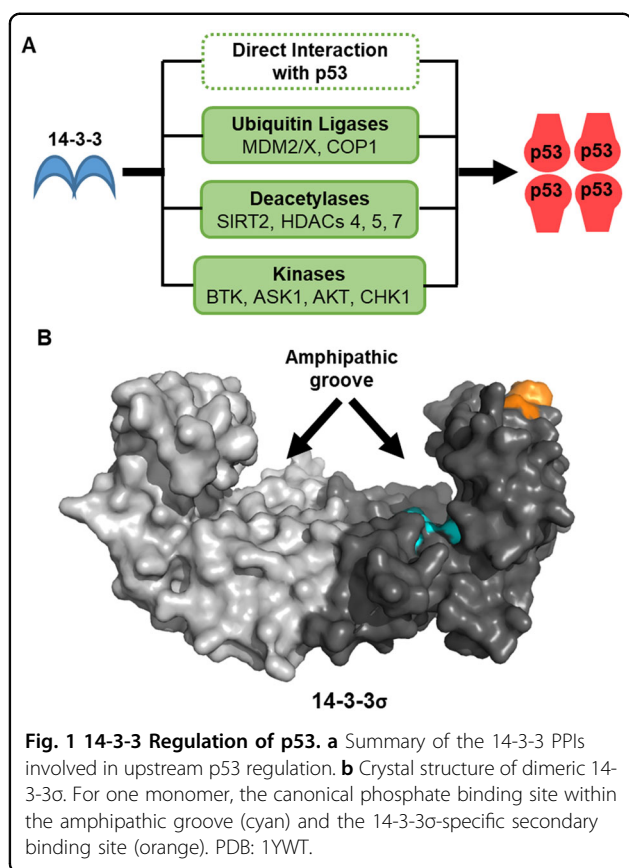 A
Direct Interaction
with p53
14-3-3
Ubiquitin Ligases
MDM2/X, COP1
Deacetylases
SIRT2, HDACs 4, 5, 7
Kinases
BTK, ASK1, AKT, CHK1
p53 p53
p53 p53
B
Amphipathic
groove
14-3-3σ
Fig. 1 14-3-3 Regulation of p53. a Summary of the 14-3-3 PPIs
involved in upstream p53 regulation. b Crystal structure of dimeric 14-
3-3σ. For one monomer, the canonical phosphate binding site within
the amphipathic groove (cyan) and the 14-3-3σ-specific secondary
binding site (orange). PDB: 1YWT.